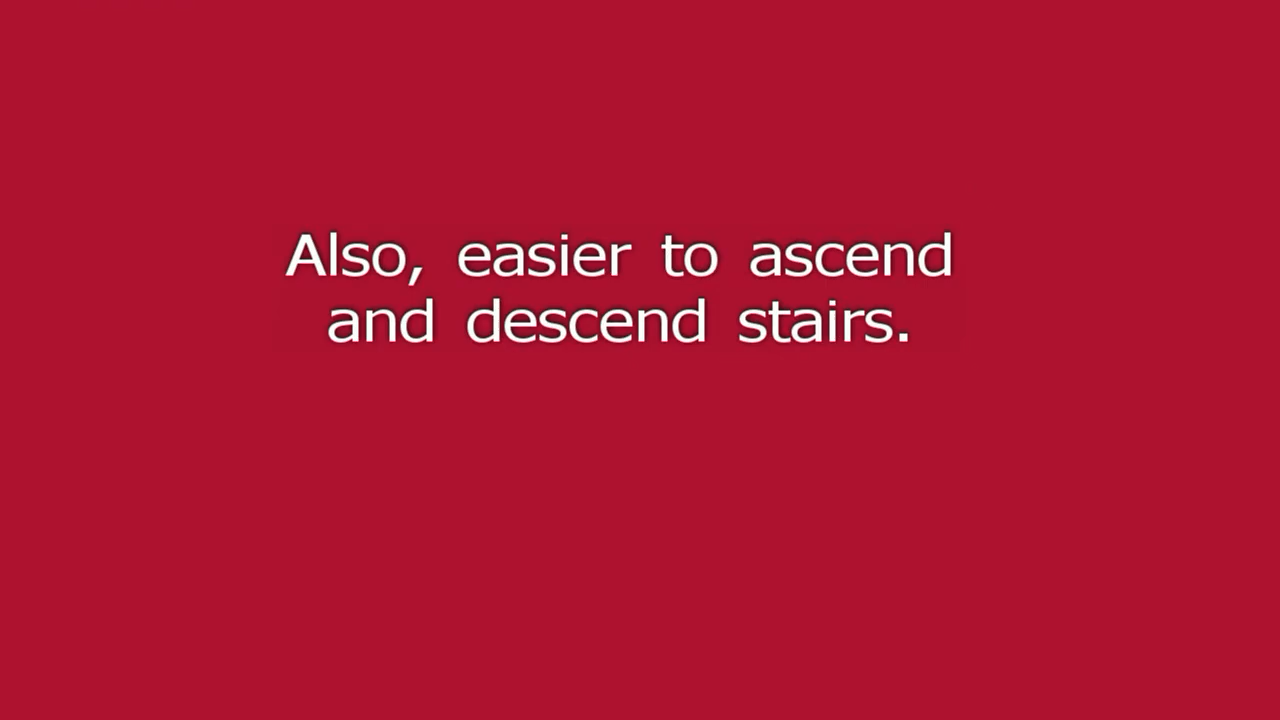 Also, easier to ascend
and descend stairs.